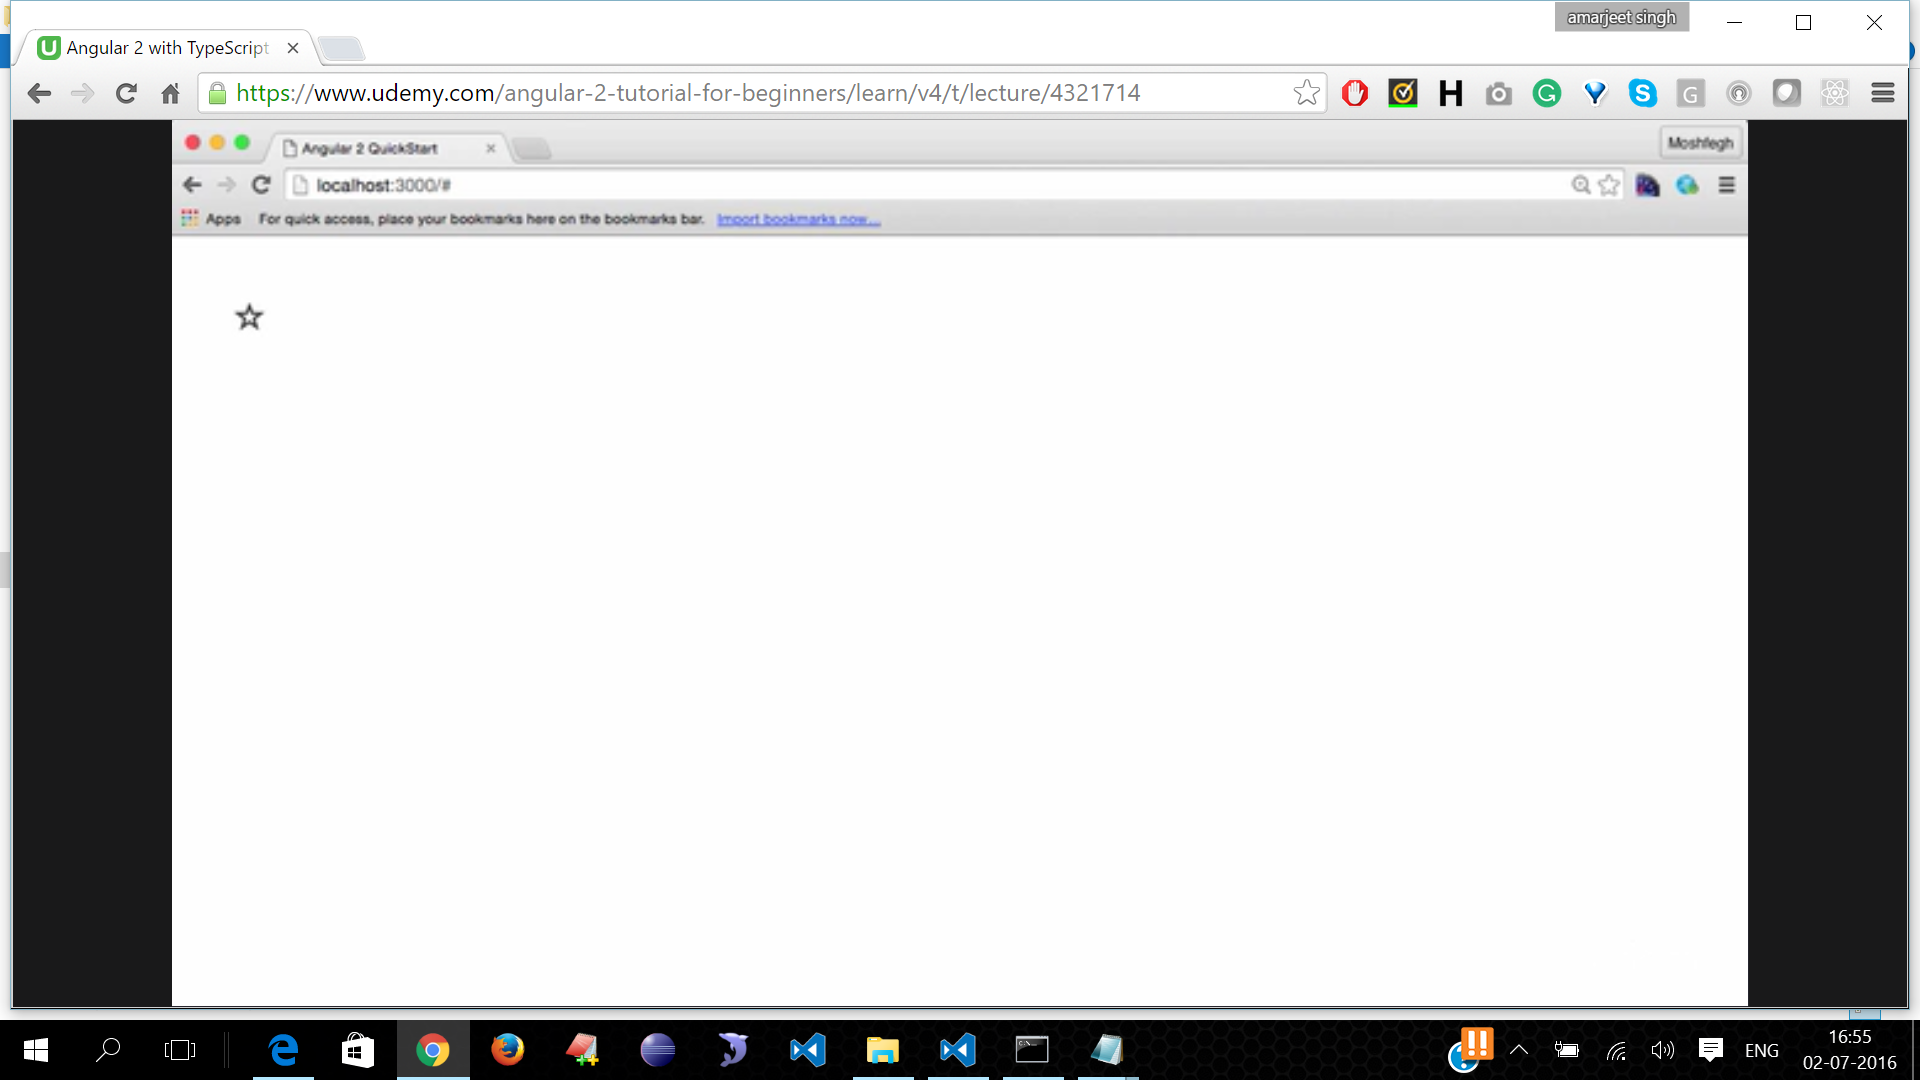 amarjeet singh
Angular 2 with TypeScript
https://www.udemy.com/angular-2-tutorial-for-beginners/learn/v4/t/lecture/4321714
Angular 2 QuickStart
Moshfegh
localhost:3000/#
Apps For quick access, place your bookmarks here on the bookmarks bar. Import bookmarks now...
ENG
16:55
02-07-2016